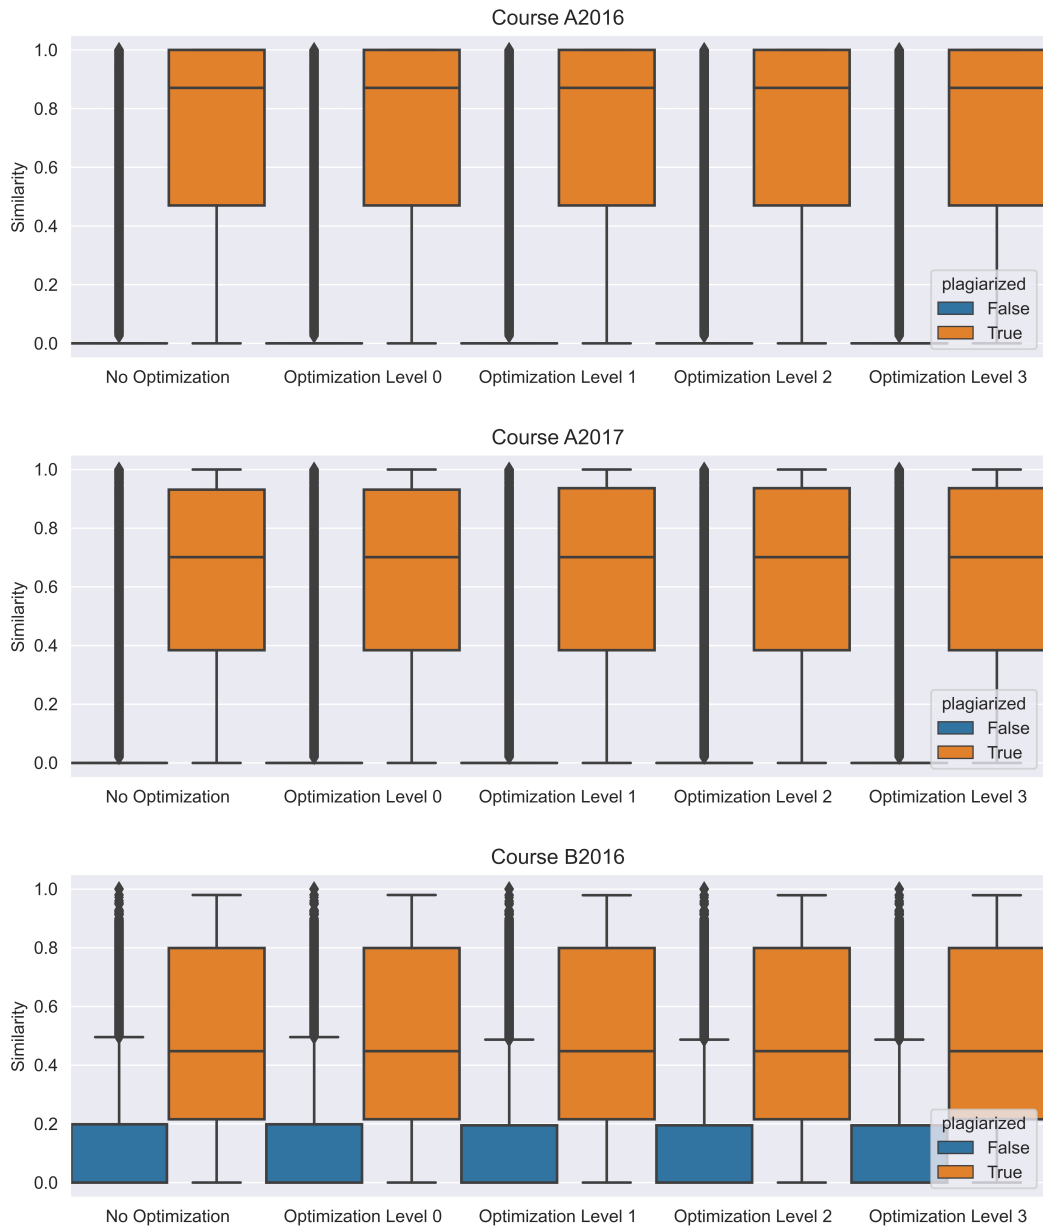 Course A2016
1.0
0.8
0.6
0.4
0.2
0.0
Similarity
plagiarized
False
True
No Optimization Optimization Level 0 Optimization Level 1 Optimization Level 2 Optimization Level 3
Course A2017
1.0
0.8
0.6
0.4
0.2
0.0
Similarity
plagiarized
False
True
No Optimization Optimization Level 0 Optimization Level 1 Optimization Level 2 Optimization Level 3
Course B2016
1.0
0.8
0.6
0.4
0.2
0.0
Similarity
plagiarized
False
True
No Optimization Optimization Level 0 Optimization Level 1 Optimization Level 2 Optimization Level 3